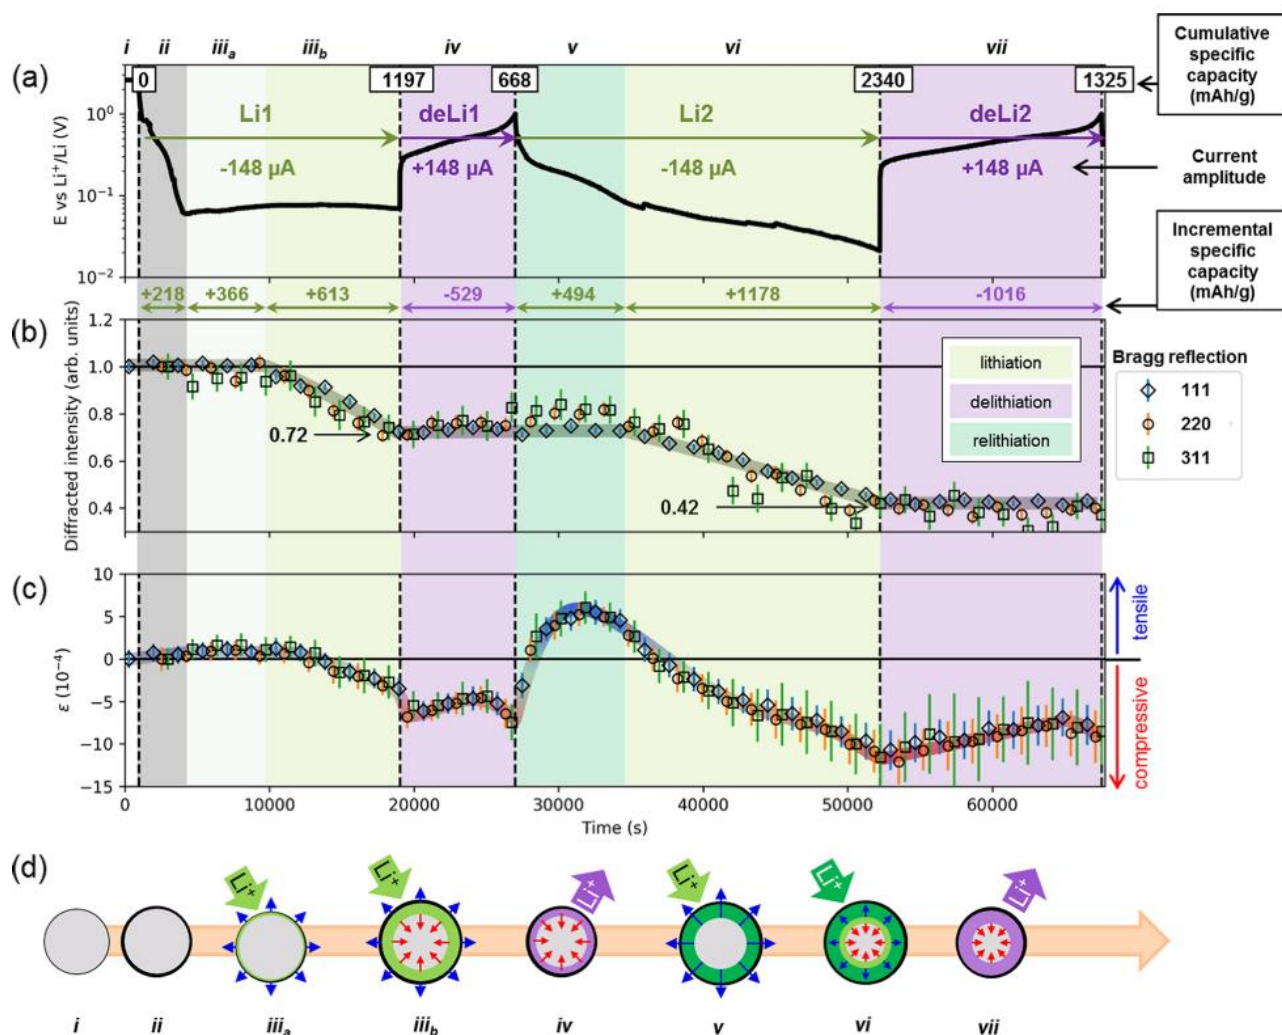 i ii iiia iiib iv v vi vii
(a)
0 1197 668 2340 1325
Cumulative
specific
capacity
(mAh/g)
Li1 deLi1 Li2 deLi2
-148 µA +148 µA -148 µA +148 µA
Current
amplitude
E vs Li+/Li (V)
10^0
10^-1
10^-2
Incremental
specific
capacity
(mAh/g)
+218 +366 +613 -529 +494 +1178 -1016
(b)
Diffracted intensity (arb. units)
1.2
1.0
0.8
0.6
0.4
0.72
0.42
lithiation
delithiation
relithiation
Bragg reflection
111
220
311
(c)
ε (10^-4)
10
5
0
−5
−10
−15
tensile
compressive
0 10000 20000 30000 40000 50000 60000
Time (s)
(d)
Li+ Li+ Li+ Li+ Li+ Li+
i ii iiia iiib iv v vi vii